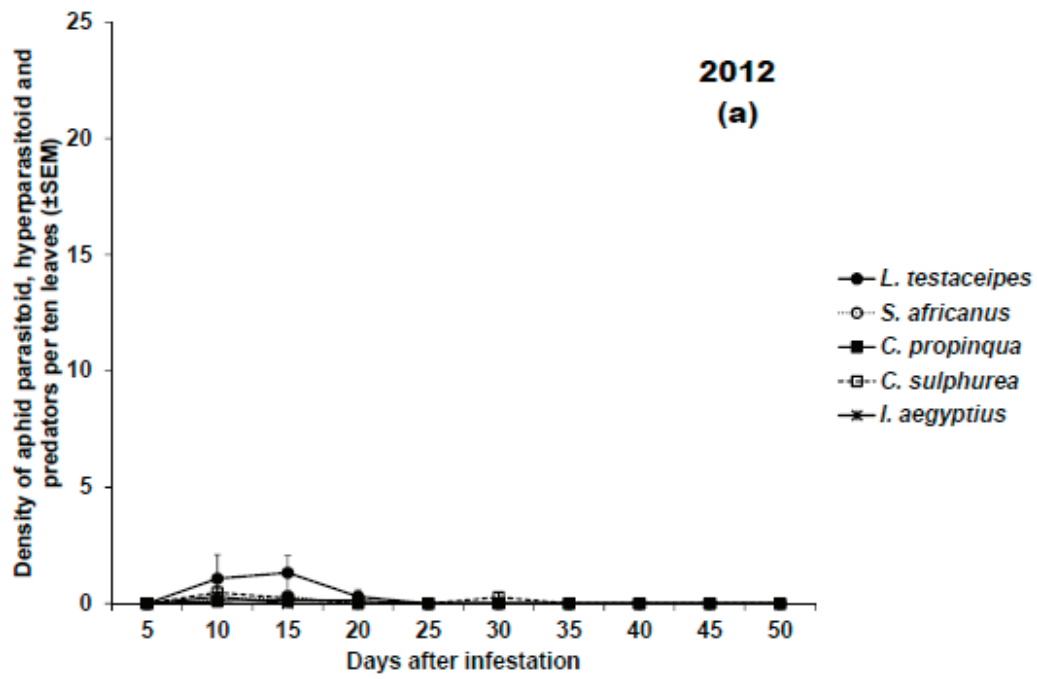 Density of aphid parasitoid, hyperparasitoid and
predators per ten leaves (±SEM)
25
20
15
10
5
0
2012
(a)
L. testaceipes
S. africanus
C. propinqua
C. sulphurea
I. aegyptius
5 10 15 20 25 30 35 40 45 50
Days after infestation